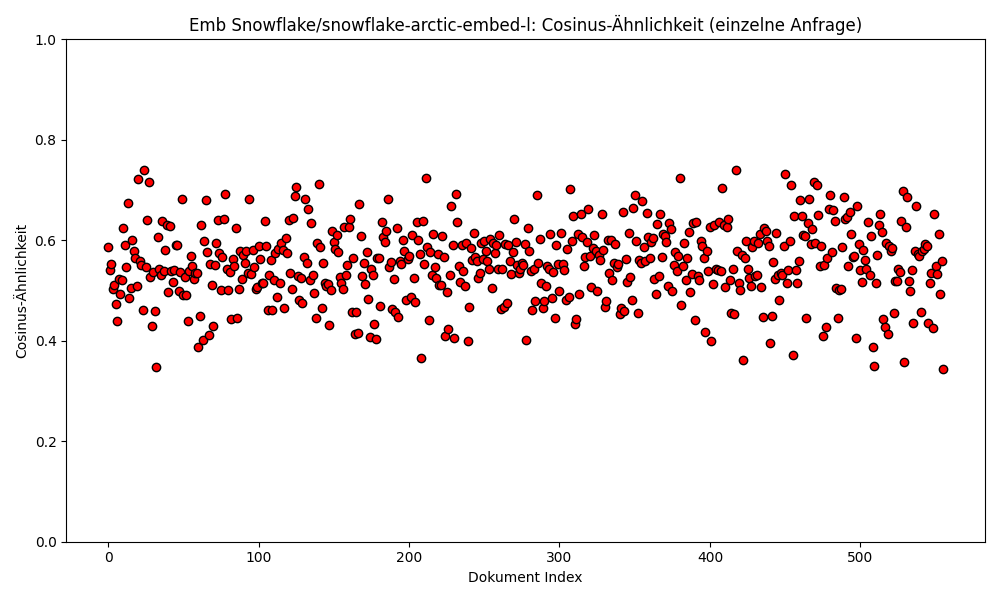 Emb Snowflake/snowflake-arctic-embed-l: Cosinus-Ähnlichkeit (einzelne Anfrage)
1.0
0.8
0.6
0.4
0.2
0.0
Cosinus-Ähnlichkeit
0 100 200 300 400 500
Dokument Index